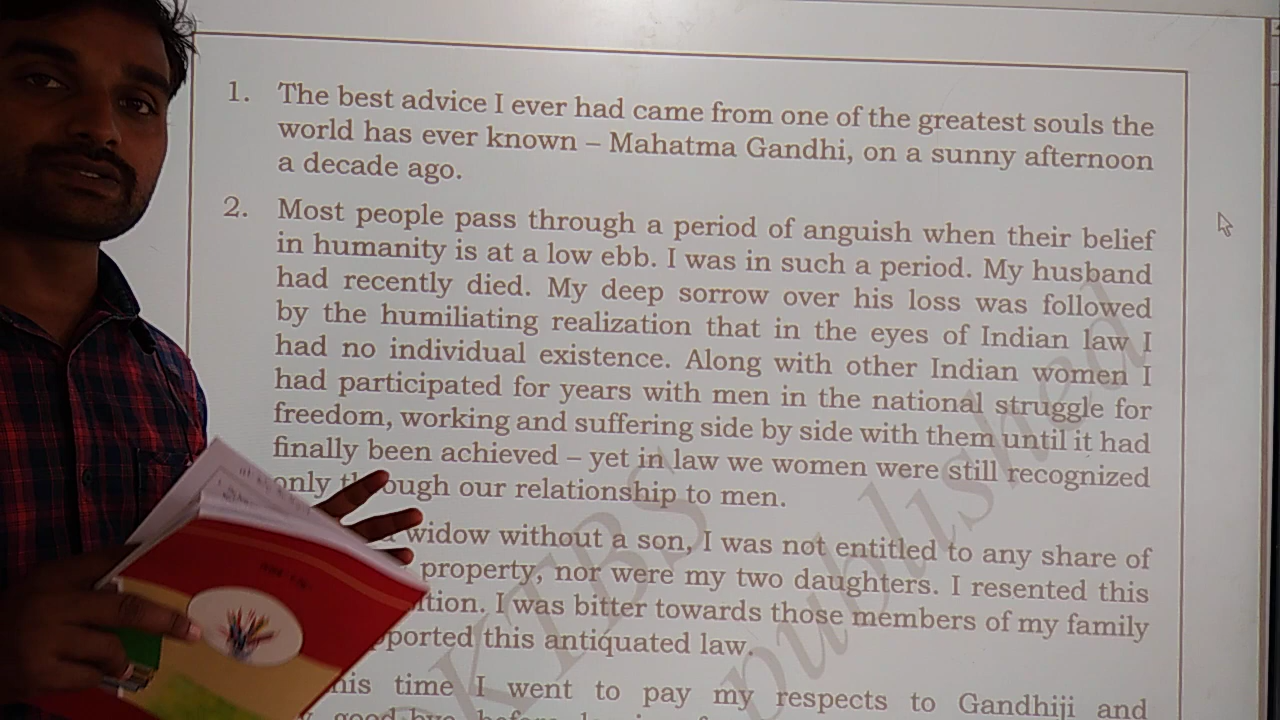 1. The best advice I ever had came from one of the greatest souls the
world has ever known – Mahatma Gandhi, on a sunny afternoon
a decade ago.
2. Most people pass through a period of anguish when their belief
in humanity is at a low ebb. I was in such a period. My husband
had recently died. My deep sorrow over his loss was followed
by the humiliating realization that in the eyes of Indian law I
had no individual existence. Along with other Indian women I
had participated for years with men in the national struggle for
freedom, working and suffering side by side with them until it had
finally been achieved – yet in law we women were still recognized
only through our relationship to men.
widow without a son, I was not entitled to any share of
property, nor were my two daughters. I resented this
I was bitter towards those members of my family
this antiquated law.
time I went to pay my respects to Gandhiji and
KTBS
published